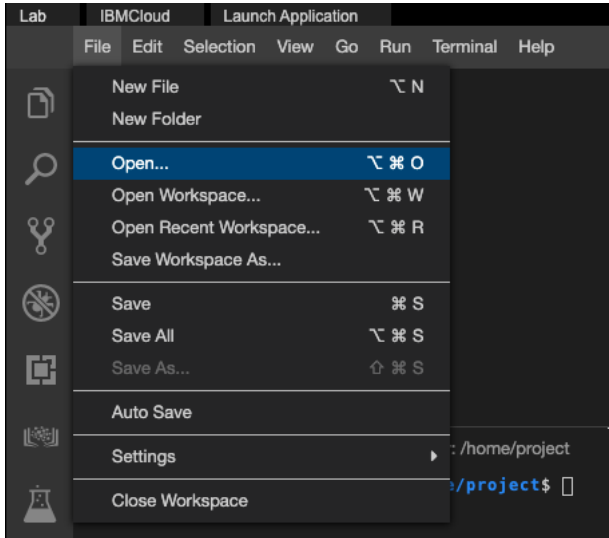 Lab IBMCloud Launch Application
File Edit Selection View Go Run Terminal Help
New File ⌥ N
New Folder
Open... ⌥ ⌘ O
Open Workspace... ⌥ ⌘ W
Open Recent Workspace... ⌥ ⌘ R
Save Workspace As...
Save ⌘ S
Save All ⌥ ⌘ S
Save As... ⇧ ⌘ S
Auto Save
Settings
Close Workspace
: /home/project
e/project$